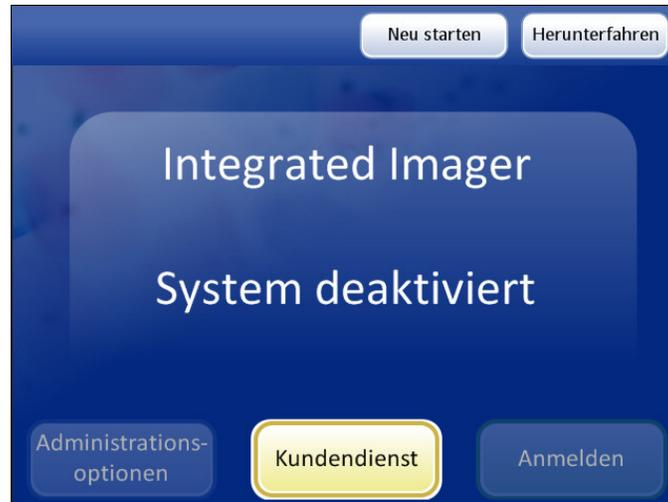 Neu starten
Herunterfahren
Integrated Imager
System deaktiviert
Administrations-
optionen
Kundendienst
Anmelden